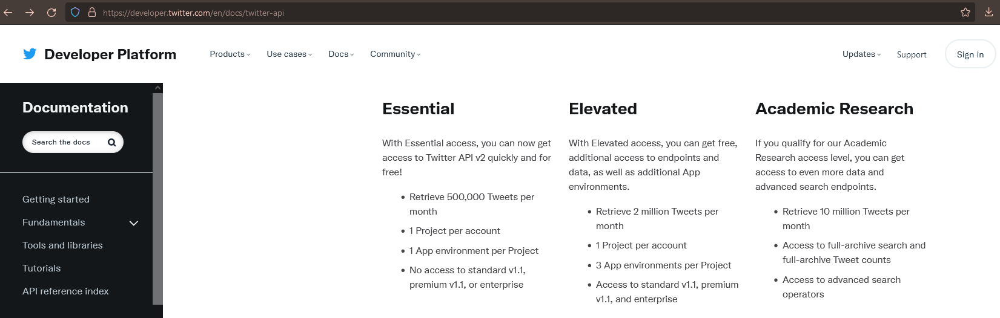 https://developer.twitter.com/en/docs/twitter-api
Developer Platform
Products
Use cases
Docs
Community
Updates
Support
Sign in
Documentation
Search the docs
Getting started
Fundamentals
Tools and libraries
Tutorials
API reference index
Essential
With Essential access, you can now get
access to Twitter API v2 quickly and for
free!
• Retrieve 500,000 Tweets per
month
• 1 Project per account
• 1 App environment per Project
• No access to standard v1.1,
premium v1.1, or enterprise
Elevated
With Elevated access, you can get free,
additional access to endpoints and
data, as well as additional App
environments.
• Retrieve 2 million Tweets per
month
• 1 Project per account
• 3 App environments per Project
• Access to standard v1.1, premium
v1.1, and enterprise
Academic Research
If you qualify for our Academic
Research access level, you can get
access to even more data and
advanced search endpoints.
• Retrieve 10 million Tweets per
month
• Access to full-archive search and
full-archive Tweet counts
• Access to advanced search
operators